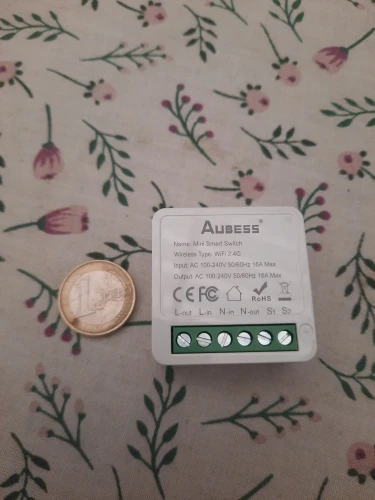 AUBESS
Name: Mini Smart Switch
Wireless Type: WiFi 2.4G
Input: AC 100-240V 50/60Hz 16A Max
Output: AC 100-240V 50/60Hz 16A Max
CE FC RoHS
L-out L-in N-in N-out S1 S2
1